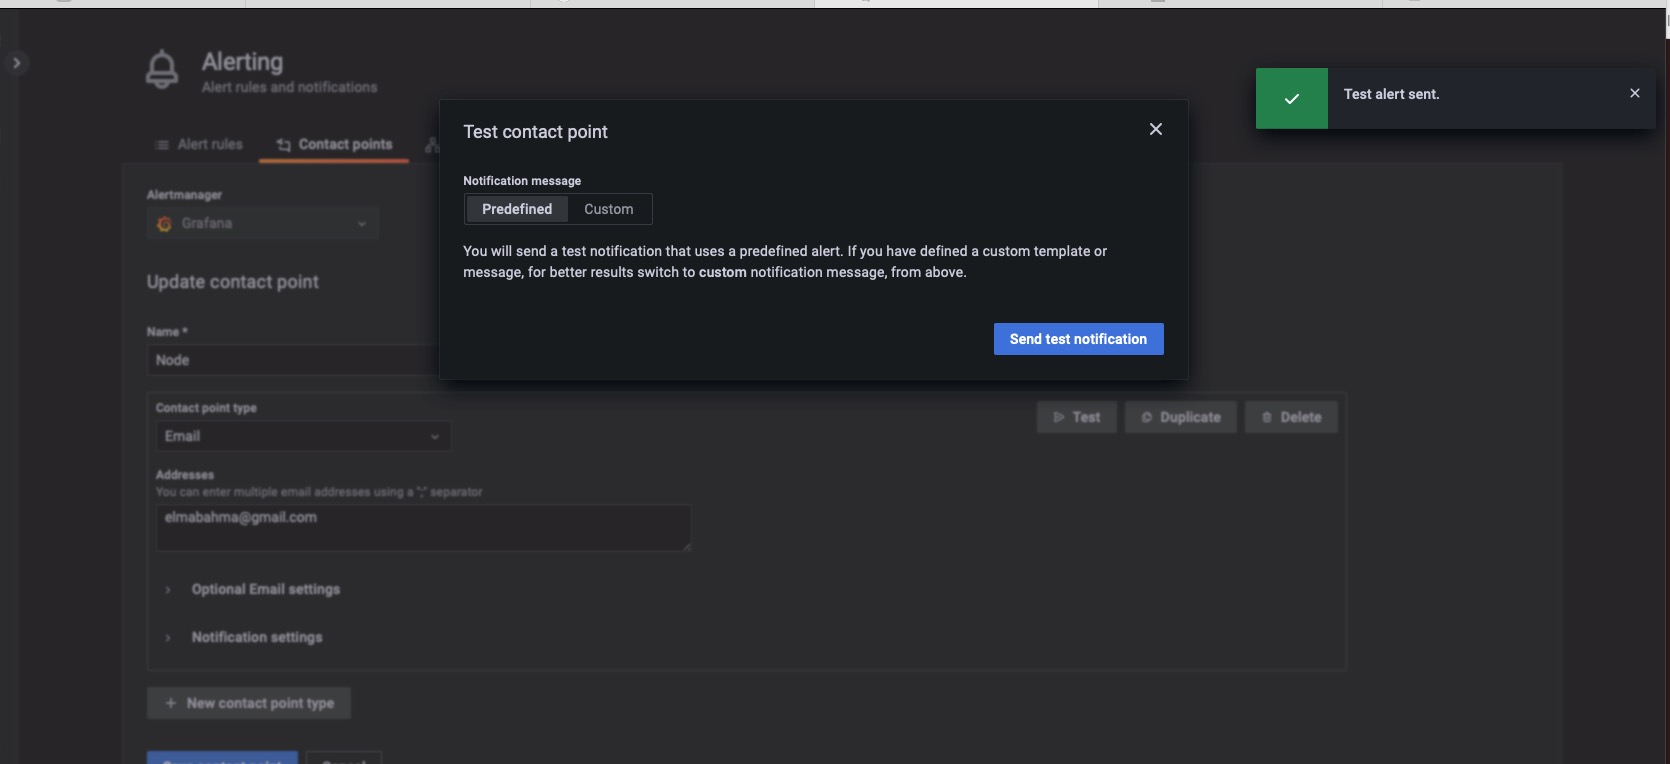 Alerting
Alert rules and notifications
Test alert sent.
Alert rules
Contact points
Test contact point
Notification message
Predefined
Custom
You will send a test notification that uses a predefined alert. If you have defined a custom template or
message, for better results switch to custom notification message, from above.
Send test notification
Alertmanager
Grafana
Update contact point
Name *
Node
Contact point type
Email
Test
Duplicate
Delete
Addresses
You can enter multiple email addresses using a ";" separator
elmabahma@gmail.com
Optional Email settings
Notification settings
New contact point type